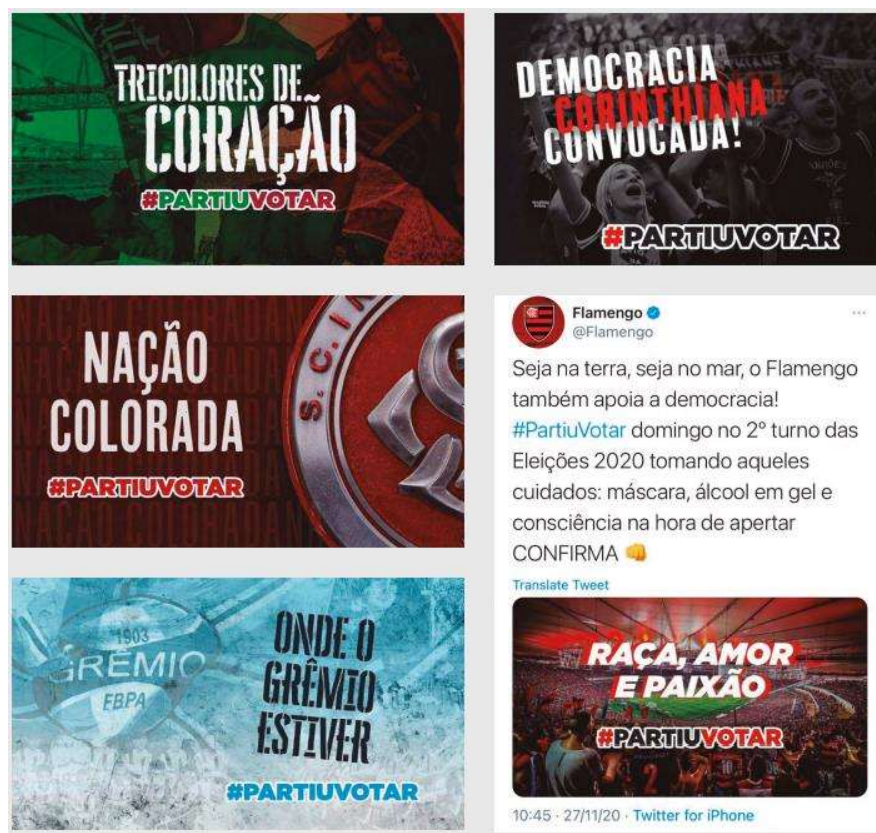 TRICOLORES DE
CORAÇÃO
#PARTIUVOTAR
DEMOCRACIA
CORINTHIANA
CONVOCADA!
#PARTIUVOTAR
NAÇÃO
COLORADA
#PARTIUVOTAR
S.C.I
Flamengo
@Flamengo
Seja na terra, seja no mar, o Flamengo
também apoia a democracia!
#PartiuVotar domingo no 2º turno das
Eleições 2020 tomando aqueles
cuidados: máscara, álcool em gel e
consciência na hora de apertar
CONFIRMA 👊
Translate Tweet
RAÇA, AMOR
E PAIXÃO
#PARTIUVOTAR
10:45 · 27/11/20 · Twitter for iPhone
1903
GRÊMIO
FBPA
ONDE O
GRÊMIO
ESTIVER
#PARTIUVOTAR